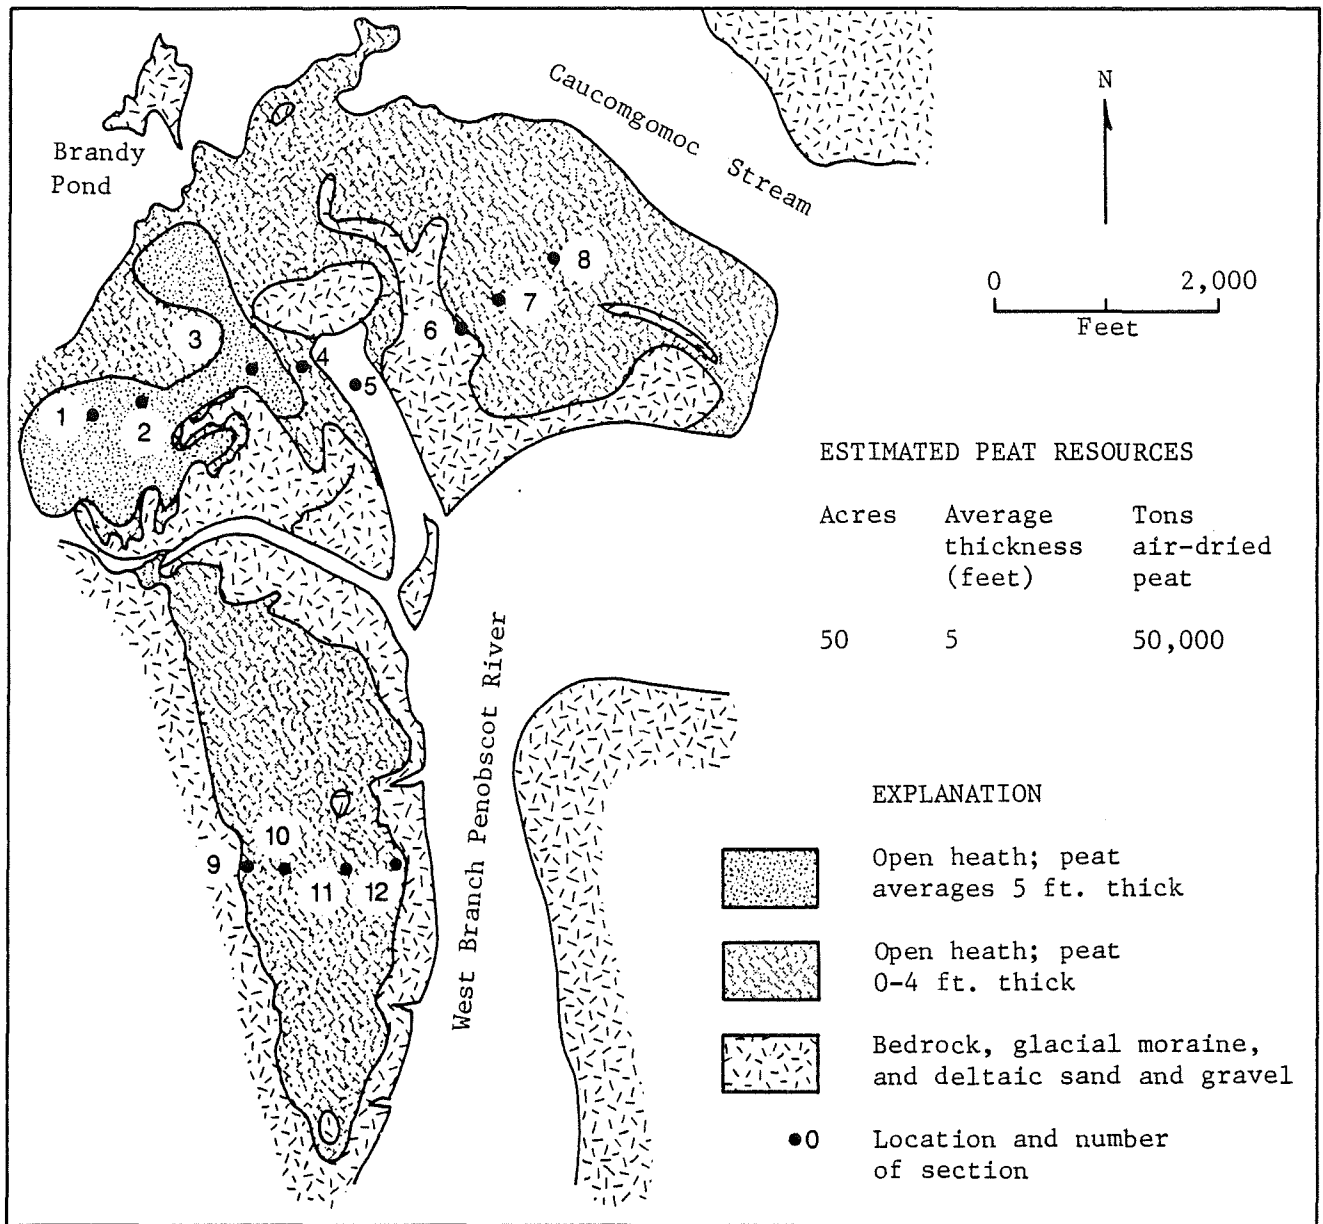 Brandy
Pond
Caucomgomoc Stream
N
0 2,000
Feet
1
2
3
4
5
6
7
8
ESTIMATED PEAT RESOURCES
Acres Average Tons
thickness air-dried
(feet) peat
50 5 50,000
West Branch Penobscot River
9
10
11
12
EXPLANATION
Open heath; peat
averages 5 ft. thick
Open heath; peat
0-4 ft. thick
Bedrock, glacial moraine,
and deltaic sand and gravel
0 Location and number
of section